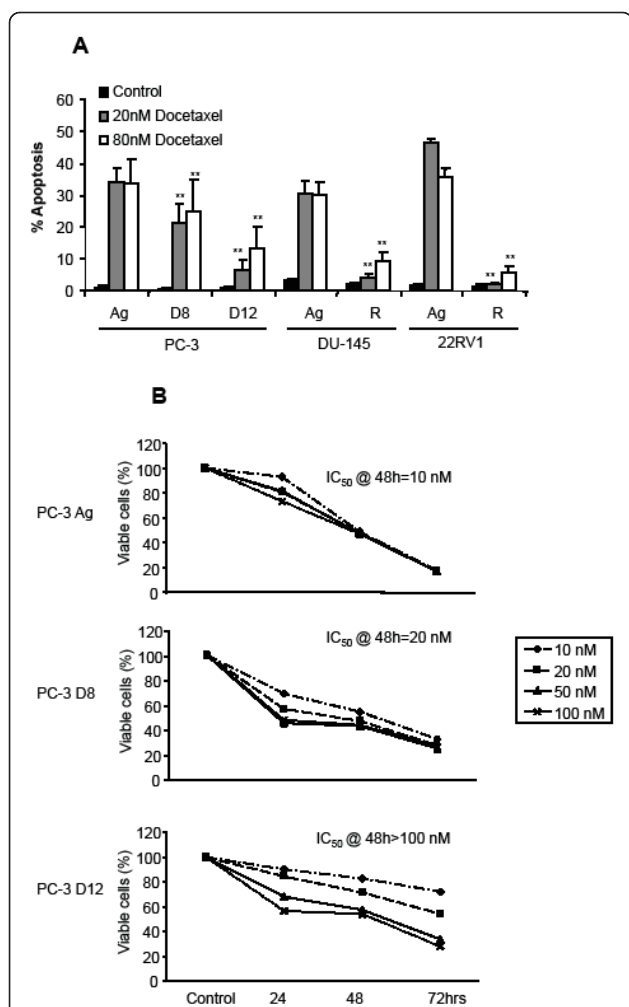 A
Control
20nM Docetaxel
80nM Docetaxel
% Apoptosis
60
50
40
30
20
10
0
** ** ** ** ** ** ** **
Ag D8 D12 Ag R Ag R
PC-3 DU-145 22RV1
B
PC-3 Ag
Viable cells (%)
120
100
80
60
40
20
0
IC50 @ 48h=10 nM
PC-3 D8
Viable cells (%)
120
100
80
60
40
20
0
IC50 @ 48h=20 nM
10 nM
20 nM
50 nM
100 nM
PC-3 D12
Viable cells (%)
120
100
80
60
40
20
0
IC50 @ 48h>100 nM
Control 24 48 72hrs